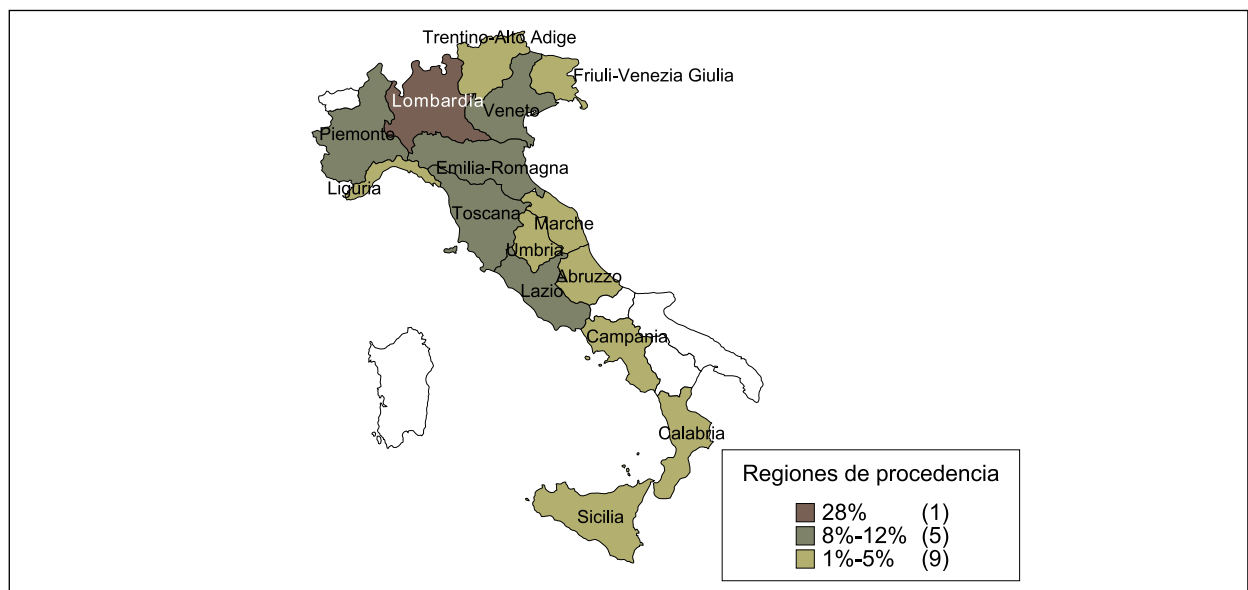 Trentino-Alto Adige
Friuli-Venezia Giulia
Lombardia
Veneto
Piemonte
Emilia-Romagna
Liguria
Toscana
Marche
Umbria
Abruzzo
Lazio
Campania
Calabria
Sicilia
Regiones de procedencia
28% (1)
8%-12% (5)
1%-5% (9)